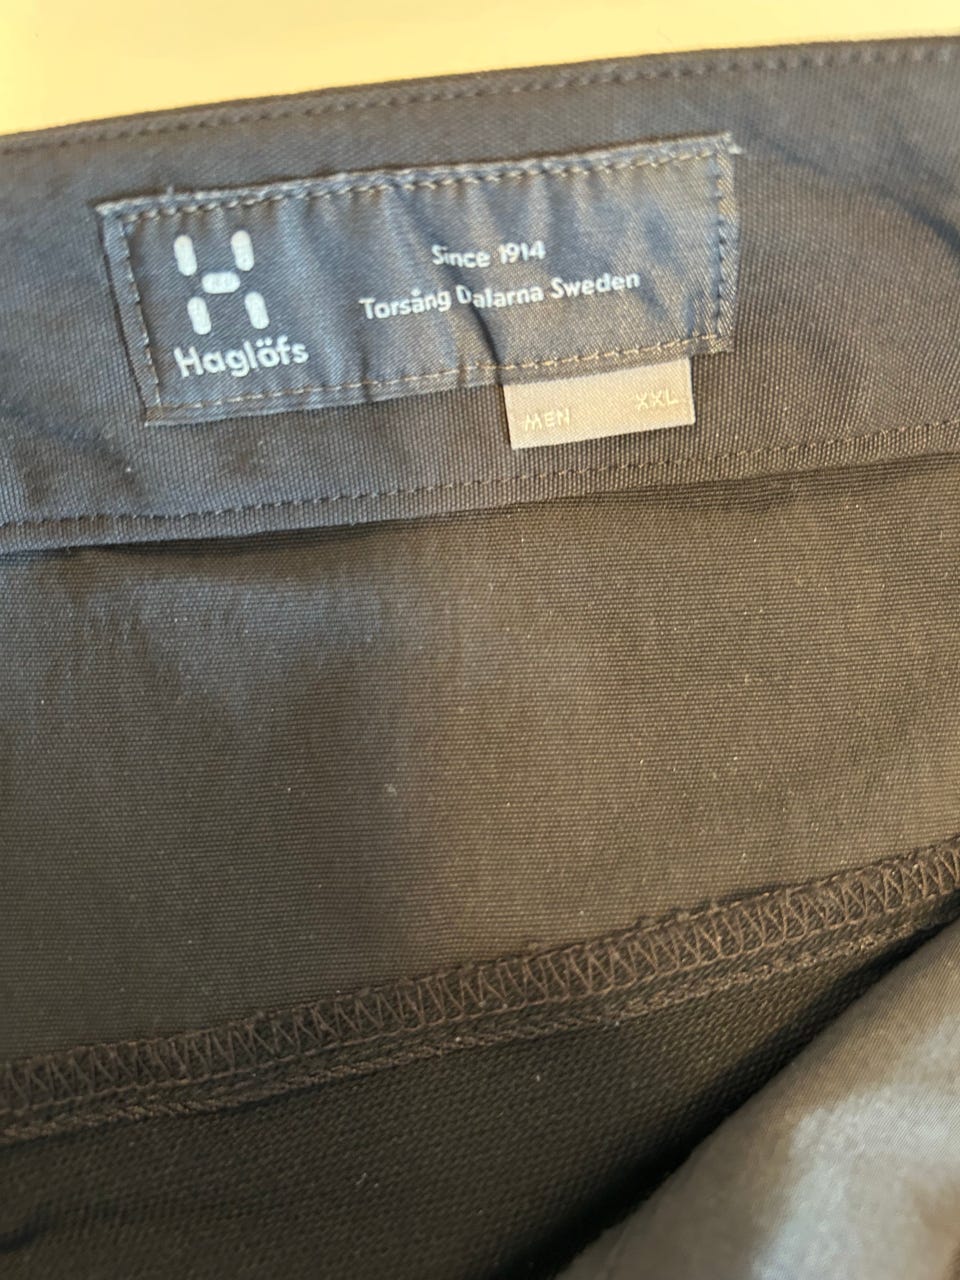 Since 1914
Torsång Dalarna Sweden
Haglöfs
MEN XXL